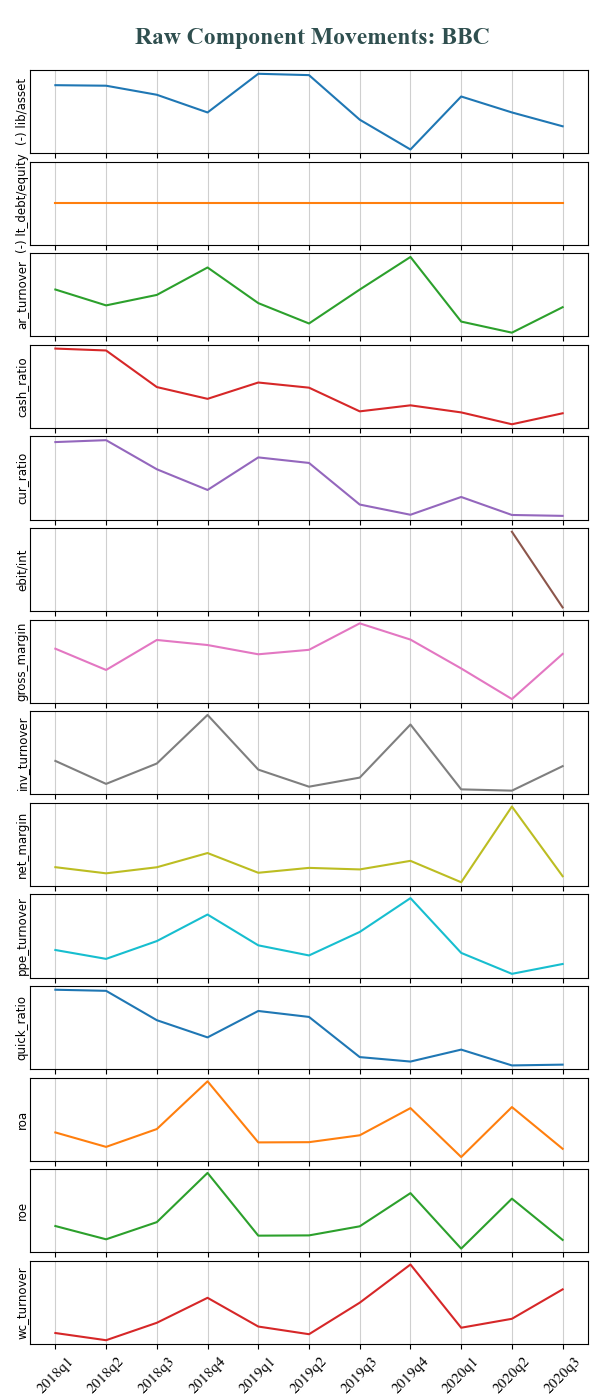 Raw Component Movements: BBC
(-) lib/asset
(-) lt_debt/equity
ar_turnover
cash_ratio
cur_ratio
ebit/int
gross_margin
inv_turnover
net_margin
ppe_turnover
quick_ratio
roa
roe
wc_turnover
2018q1 2018q2 2018q3 2018q4 2019q1 2019q2 2019q3 2019q4 2020q1 2020q2 2020q3